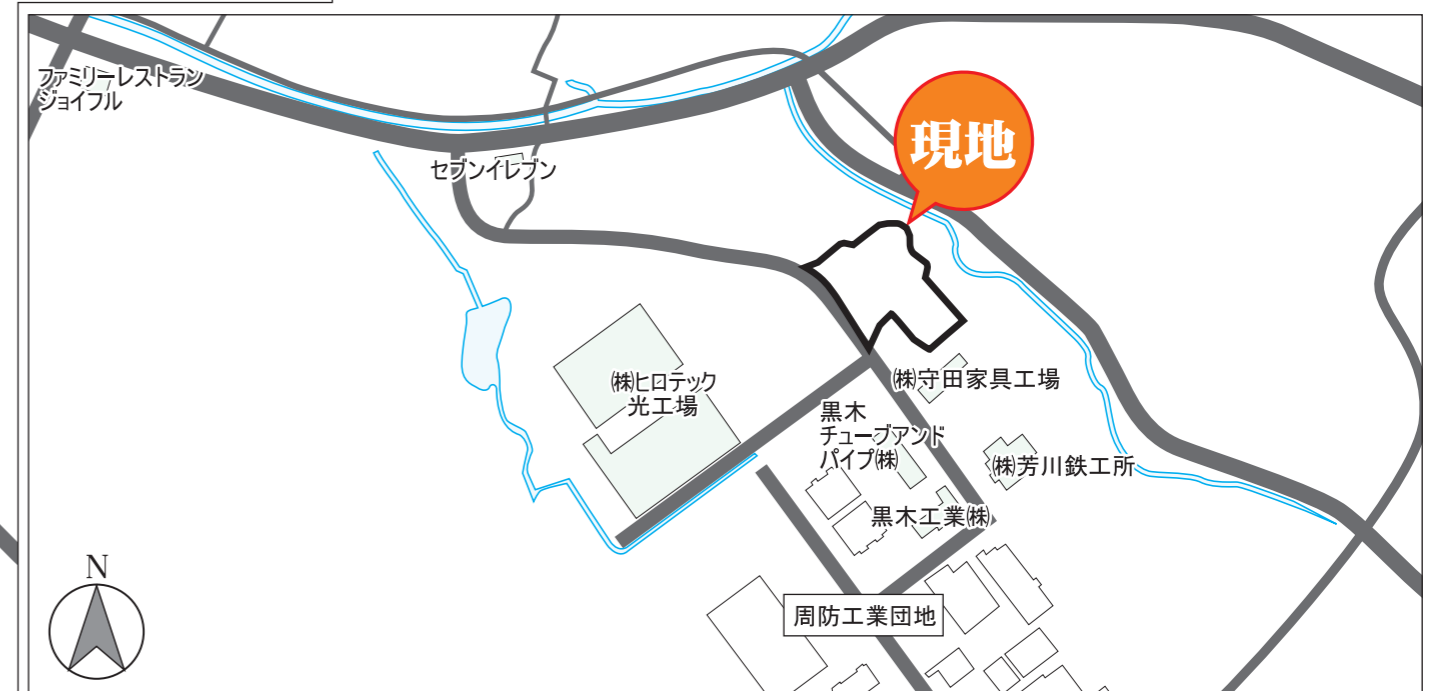 ファミリーレストラン
ジョイフル
セブンイレブン
現地
㈱ヒロテック
光工場
㈱守田家具工場
黒木
チューブアンド
パイプ㈱
㈱芳川鉄工所
黒木工業㈱
周防工業団地
N